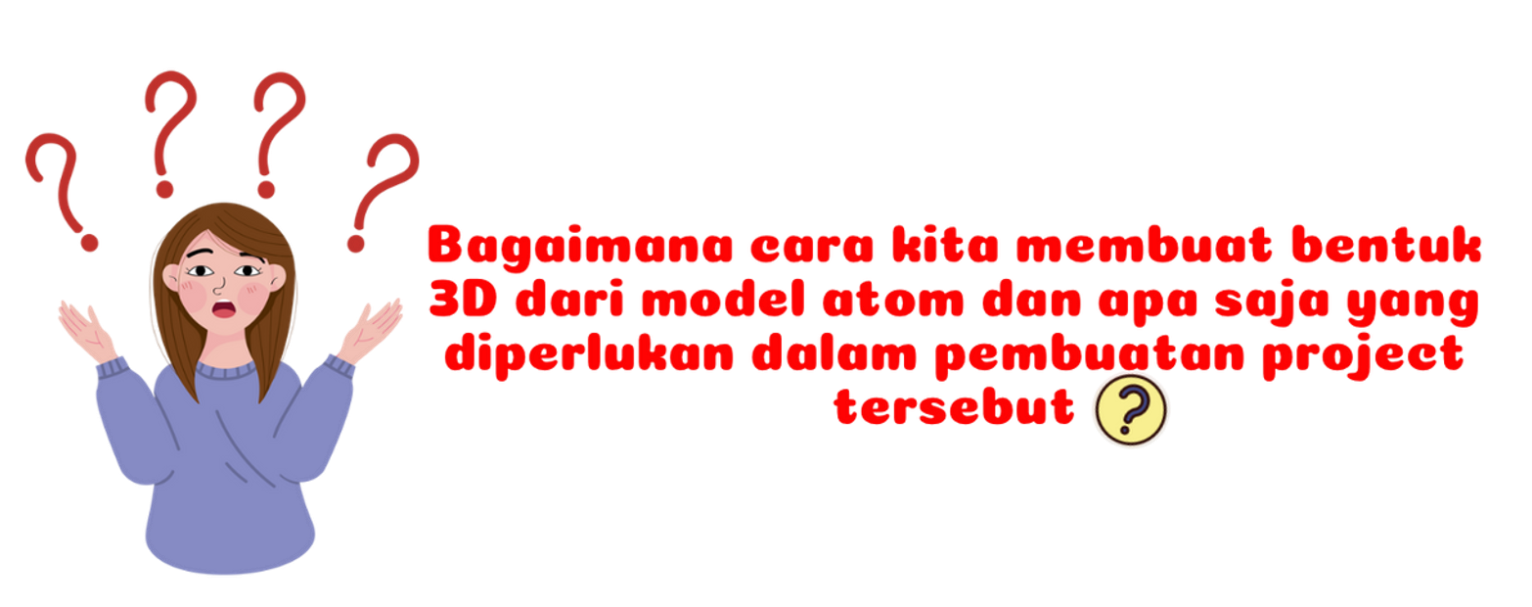 Bagaimana cara kita membuat bentuk
3D dari model atom dan apa saja yang
diperlukan dalam pembuatan project
tersebut ?